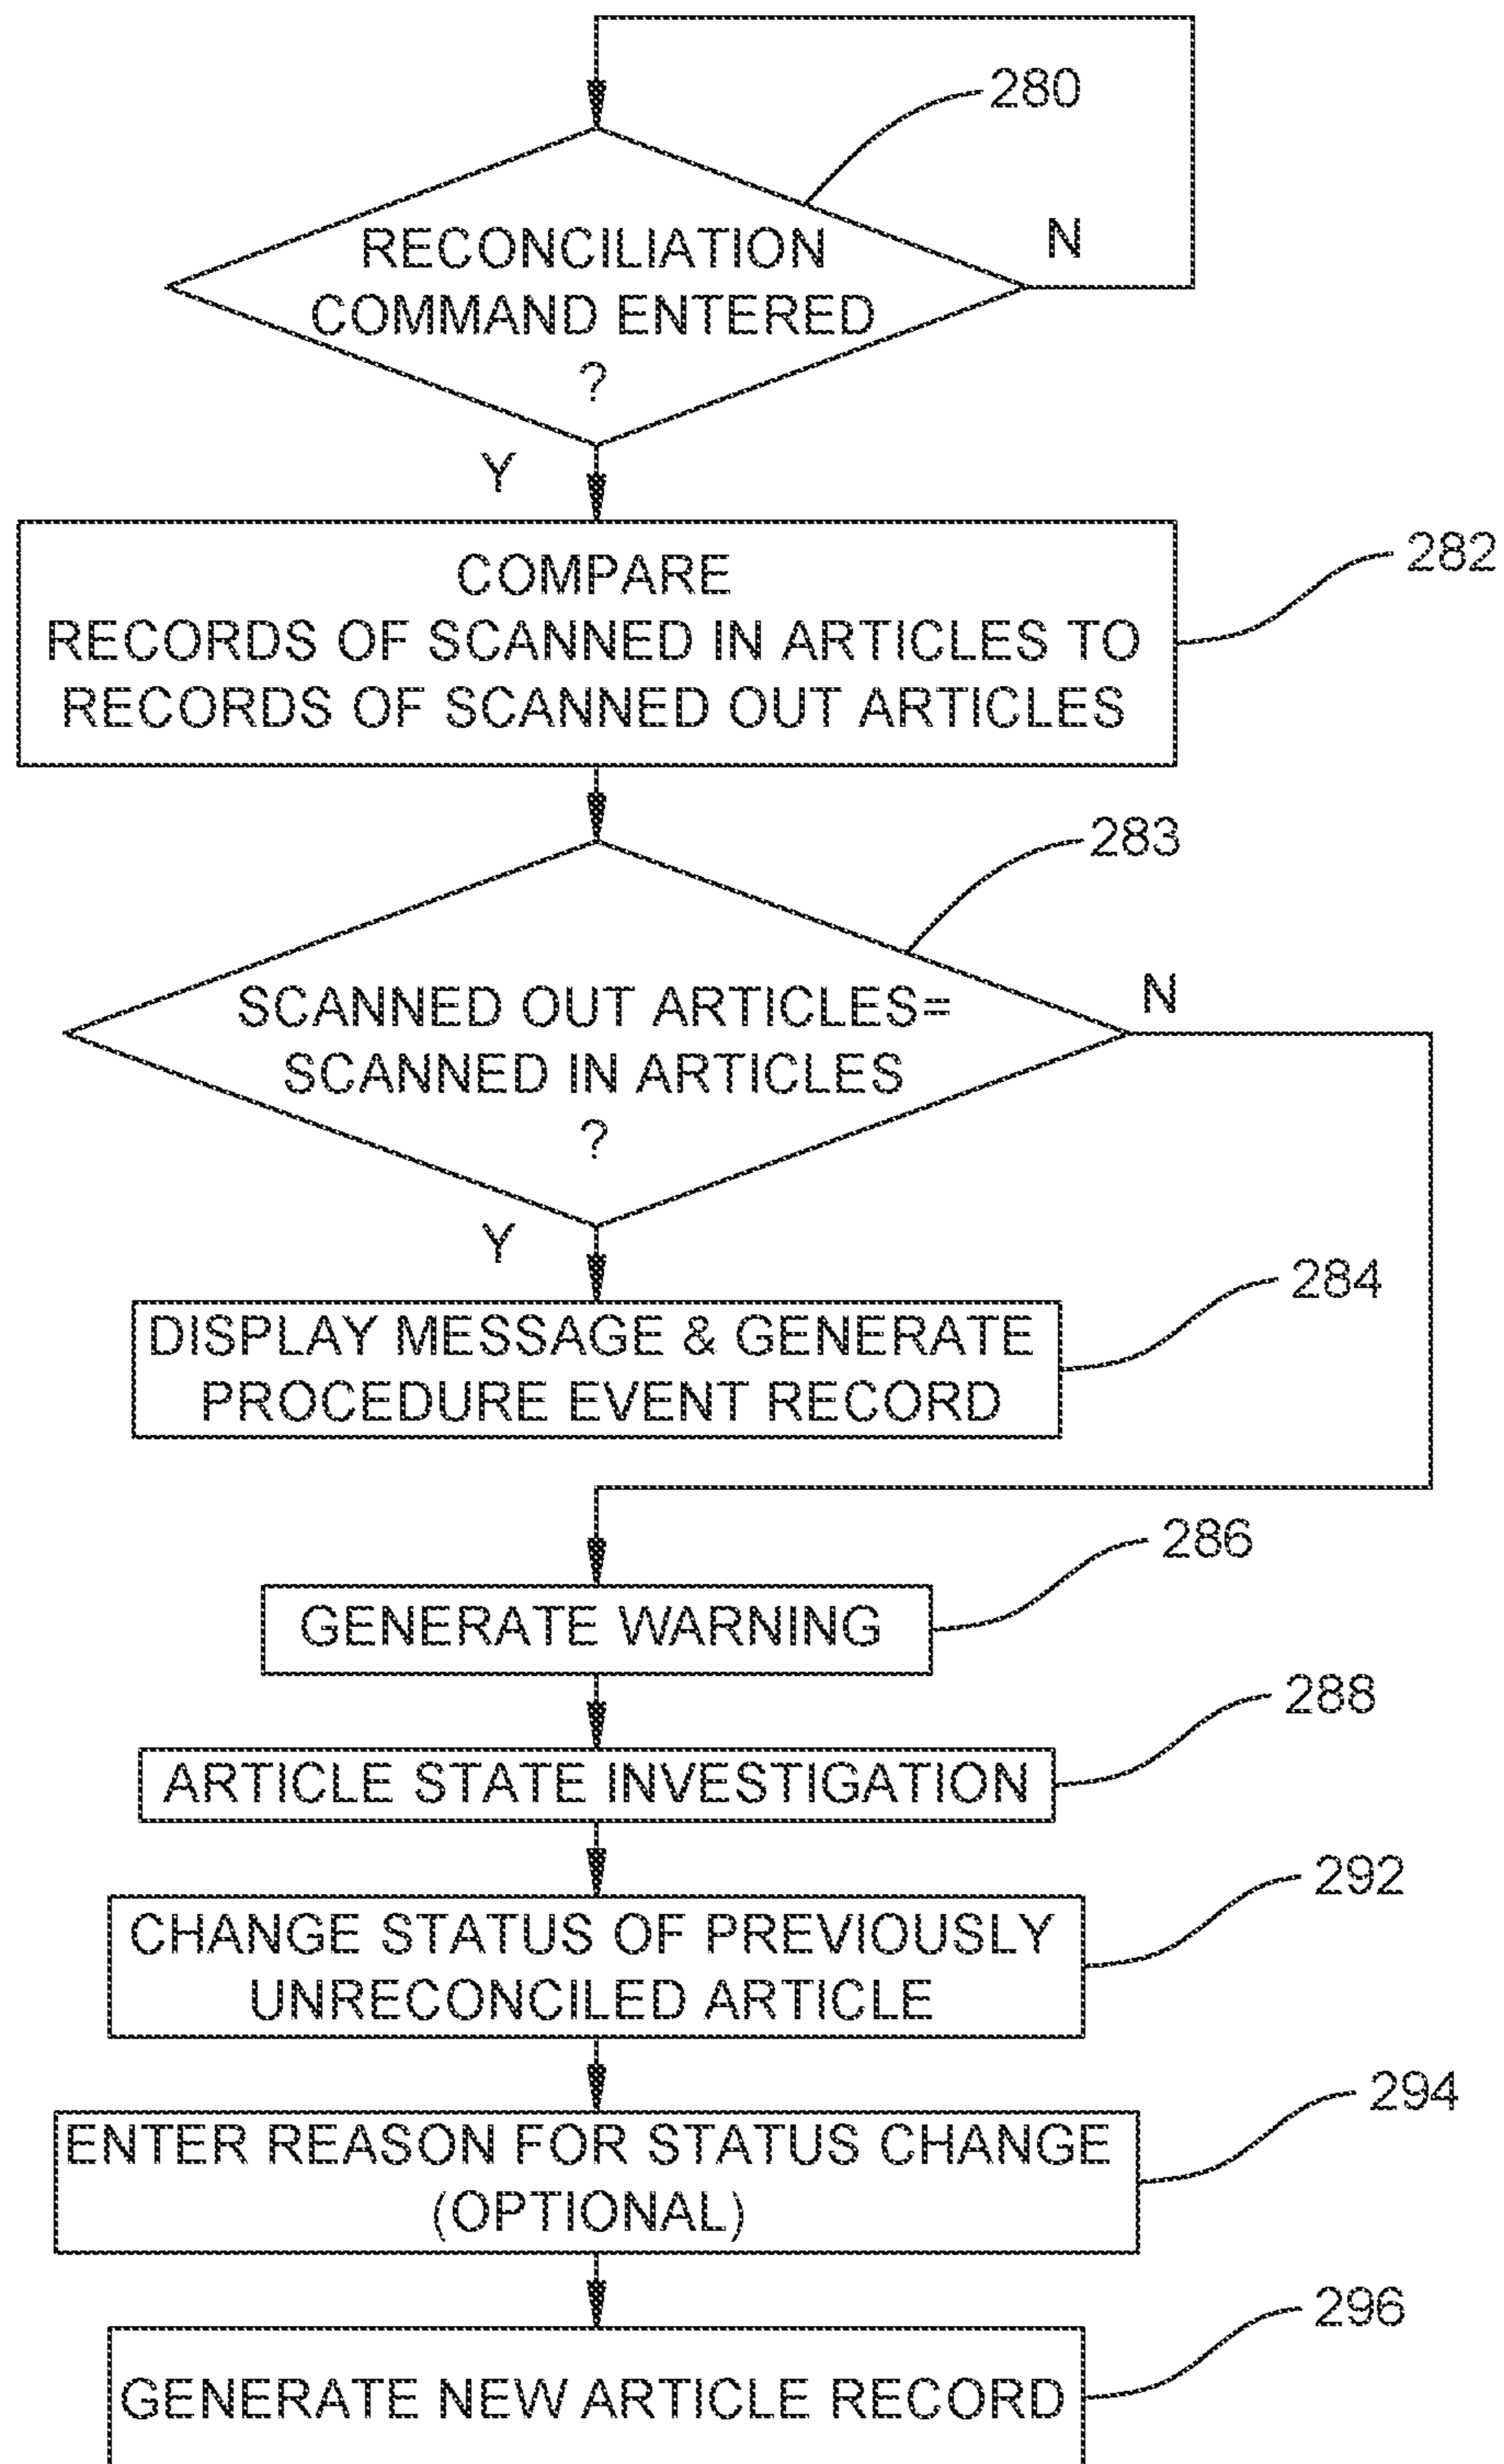 280
N
RECONCILIATION
COMMAND ENTERED
?
Y
COMPARE
RECORDS OF SCANNED IN ARTICLES TO
RECORDS OF SCANNED OUT ARTICLES
282
283
N
SCANNED OUT ARTICLES=
SCANNED IN ARTICLES
?
Y
284
DISPLAY MESSAGE & GENERATE
PROCEDURE EVENT RECORD
286
GENERATE WARNING
288
ARTICLE STATE INVESTIGATION
292
CHANGE STATUS OF PREVIOUSLY
UNRECONCILED ARTICLE
294
ENTER REASON FOR STATUS CHANGE
(OPTIONAL)
296
GENERATE NEW ARTICLE RECORD